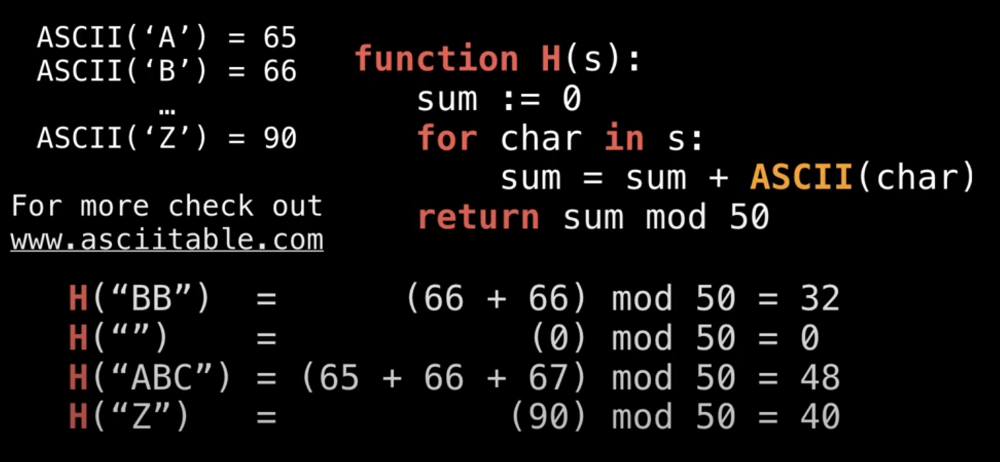 ASCII(‘A’) = 65
ASCII(‘B’) = 66
…
ASCII(‘Z’) = 90
For more check out
www.asciitable.com
function H(s):
sum := 0
for char in s:
sum = sum + ASCII(char)
return sum mod 50
H(“BB”) = (66 + 66) mod 50 = 32
H(“”) = (0) mod 50 = 0
H(“ABC”) = (65 + 66 + 67) mod 50 = 48
H(“Z”) = (90) mod 50 = 40